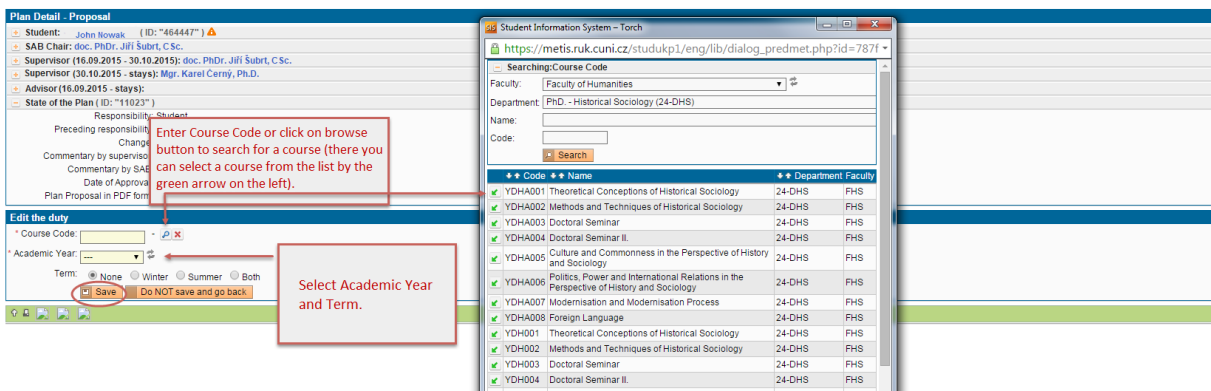 Plan Detail - Proposal
Student: John Nowak ( ID: "464447" )
SAB Chair: doc. PhDr. Jiří Šubrt, CSc.
Supervisor (16.09.2015 - 30.10.2015): doc. PhDr. Jiří Šubrt, CSc.
Supervisor (30.10.2015 - stays): Mgr. Karel Černý, Ph.D.
Advisor (16.09.2015 - stays):
State of the Plan ( ID: "11023" )
Responsibility: Student
Preceding responsibility
Change
Commentary by superviso
Commentary by SAB
Date of Approva
Plan Proposal in PDF form
Enter Course Code or click on browse
button to search for a course (there you
can select a course from the list by the
green arrow on the left).
Edit the duty
* Course Code: -
* Academic Year: ---
Term: None Winter Summer Both
Save Do NOT save and go back
Select Academic Year
and Term.
SIS Student Information System – Torch
https://metis.ruk.cuni.cz/studukp1/eng/lib/dialog_predmet.php?id=787f
Searching:Course Code
Faculty: Faculty of Humanities
Department: PhD. - Historical Sociology (24-DHS)
Name:
Code:
Search
Code Name Department Faculty
YDHA001 Theoretical Conceptions of Historical Sociology 24-DHS FHS
YDHA002 Methods and Techniques of Historical Sociology 24-DHS FHS
YDHA003 Doctoral Seminar 24-DHS FHS
YDHA004 Doctoral Seminar II. 24-DHS FHS
YDHA005 Culture and Commonness in the Perspective of History
and Sociology 24-DHS FHS
YDHA006 Politics, Power and International Relations in the
Perspective of History and Sociology 24-DHS FHS
YDHA007 Modernisation and Modernisation Process 24-DHS FHS
YDHA008 Foreign Language 24-DHS FHS
YDH001 Theoretical Conceptions of Historical Sociology 24-DHS FHS
YDH002 Methods and Techniques of Historical Sociology 24-DHS FHS
YDH003 Doctoral Seminar 24-DHS FHS
YDH004 Doctoral Seminar II. 24-DHS FHS